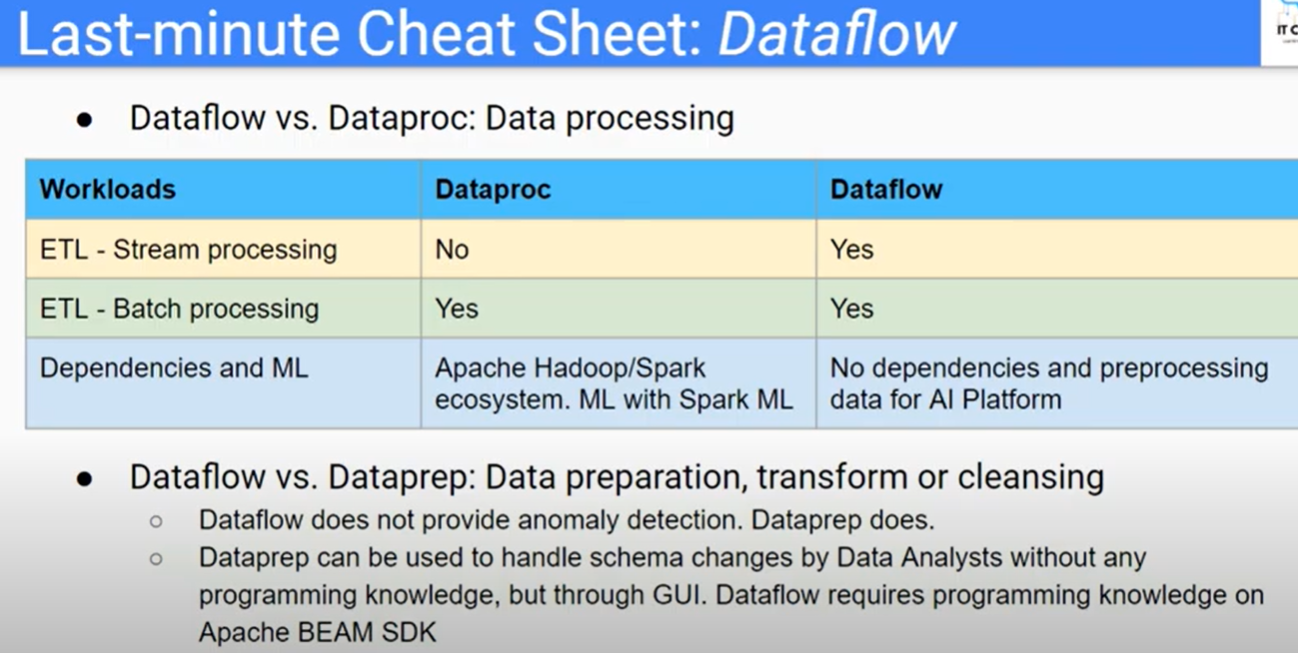 Last-minute Cheat Sheet: Dataflow
IT C
● Dataflow vs. Dataproc: Data processing
Workloads Dataproc Dataflow
ETL - Stream processing No Yes
ETL - Batch processing Yes Yes
Dependencies and ML Apache Hadoop/Spark No dependencies and preprocessing
ecosystem. ML with Spark ML data for AI Platform
● Dataflow vs. Dataprep: Data preparation, transform or cleansing
○ Dataflow does not provide anomaly detection. Dataprep does.
○ Dataprep can be used to handle schema changes by Data Analysts without any
programming knowledge, but through GUI. Dataflow requires programming knowledge on
Apache BEAM SDK